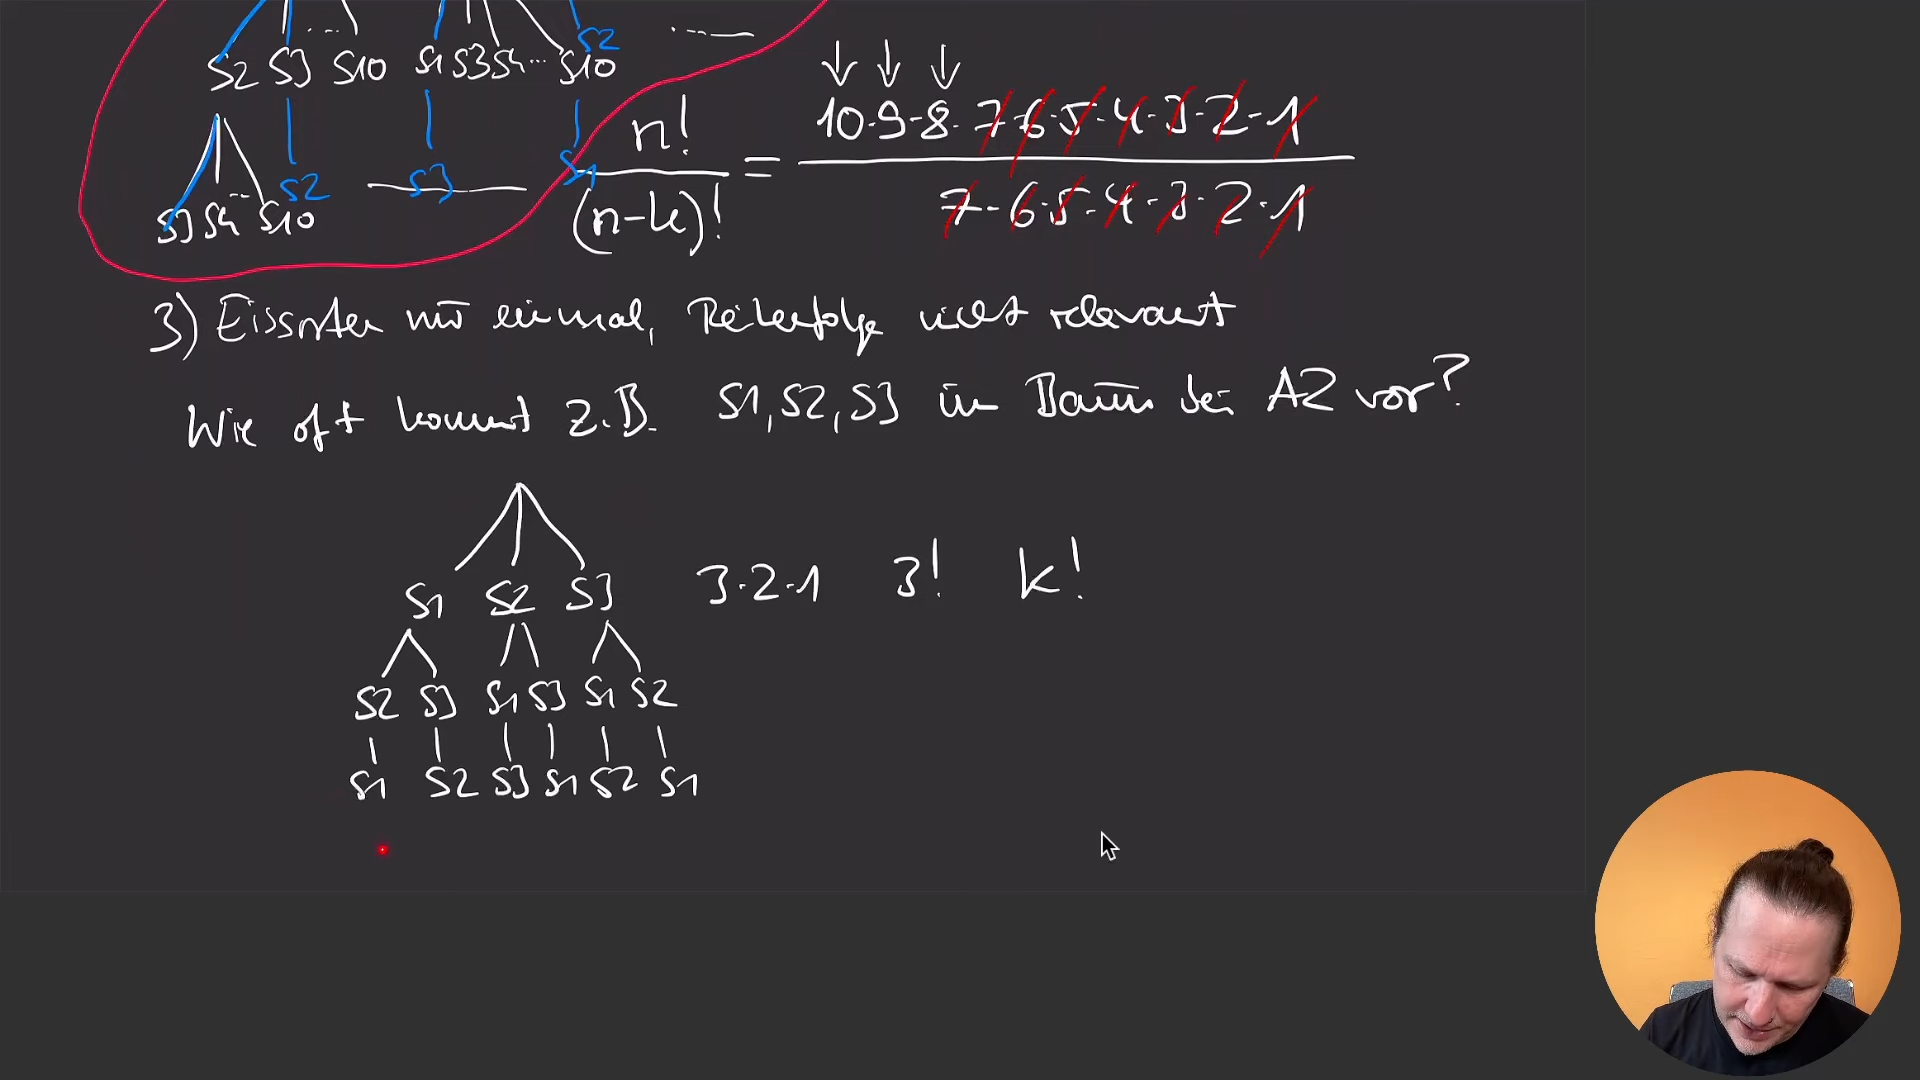 .... S2 ....—
S2 S3 S10 S1 S3 S4... S10
↓ ↓ ↓
n! / (n-k)! = 10·9·8·7·6·5·4·3·2·1 / 7·6·5·4·3·2·1
S2 S3 S1
S3 S4 ... S10
3) Eissorten nur einmal, Reihenfolge nicht relevant
Wie oft kommt z.B. S1, S2, S3 im Baum bei A2 vor?
S1 S2 S3 3·2·1 3! k!
S2 S3 S1 S3 S1 S2
S1 S2 S3 S1 S2 S1